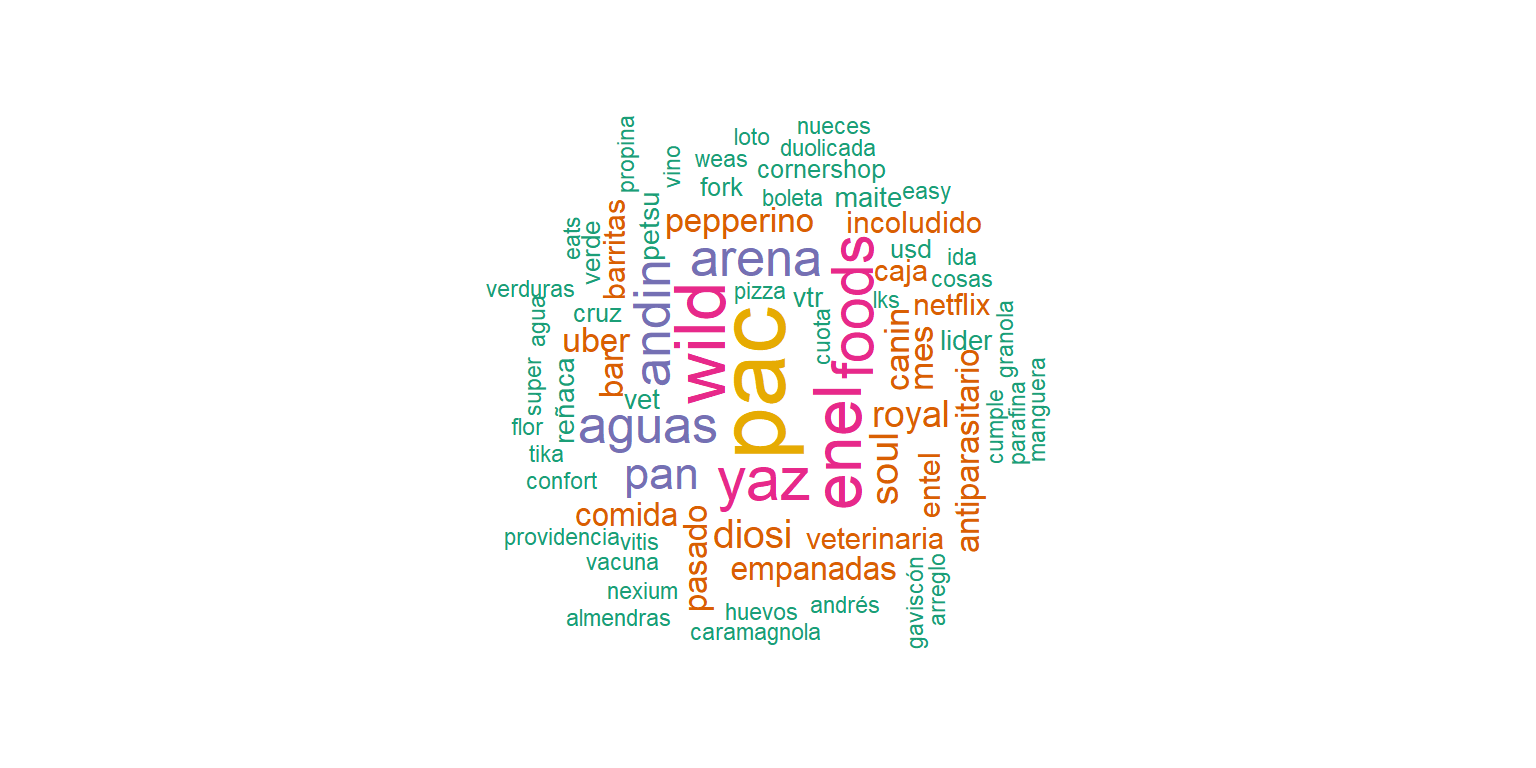 nueces
propina
loto
duolicada
vino
weas
cornershop
fork
boleta
maite
easy
petsu
barritas
pepperino
incoludido
eats
verde
arena
foods
usd
ida
verduras
andin
wild
pizza
vtr
caja
cosas
agua
cruz
pac
cuota
lks
netflix
uber
canin
mes
lider
granola
super
reñaca
bar
vet
enel
royal
antiparasitario
cumple
parafina
manguera
flor
aguas
tika
pan
yaz
soul
entel
confort
comida
pasado
diosi
veterinaria
providencia
vitis
vacuna
empanadas
nexium
almendras
huevos
andrés
gaviscón
arreglo
caramagnola